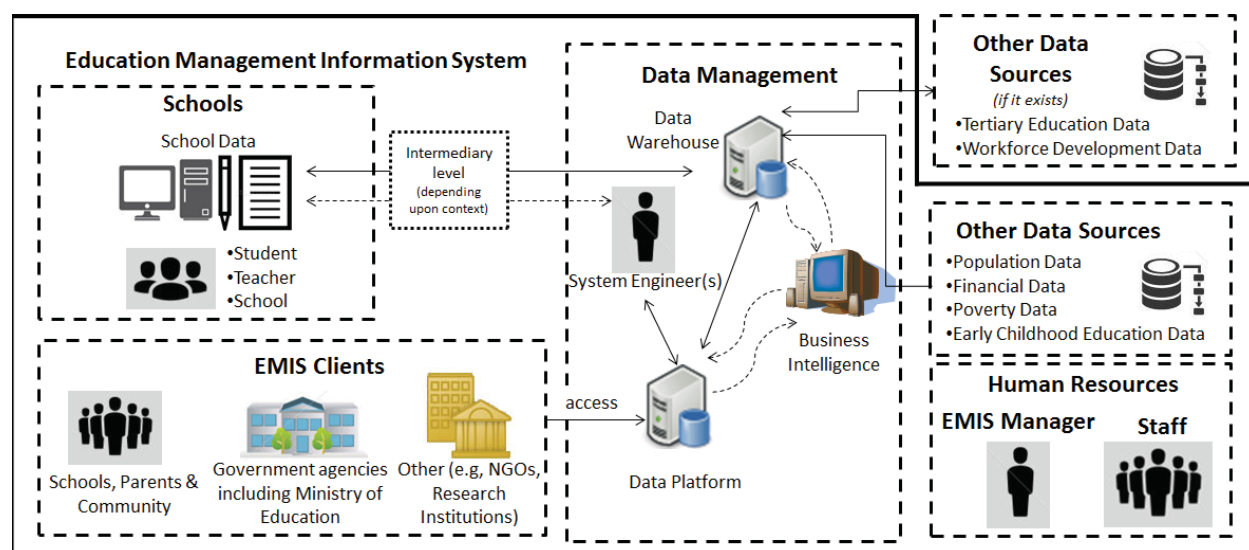 Education Management Information System
Schools
School Data
•Student
•Teacher
•School
Intermediary
level
(depending
upon context)
EMIS Clients
Schools, Parents &
Community
Government agencies
including Ministry of
Education
Other (e.g, NGOs,
Research
Institutions)
access
Data Management
Data
Warehouse
System Engineer(s)
Business
Intelligence
Data Platform
Other Data
Sources
(if it exists)
•Tertiary Education Data
•Workforce Development Data
Other Data Sources
•Population Data
•Financial Data
•Poverty Data
•Early Childhood Education Data
Human Resources
EMIS Manager
Staff